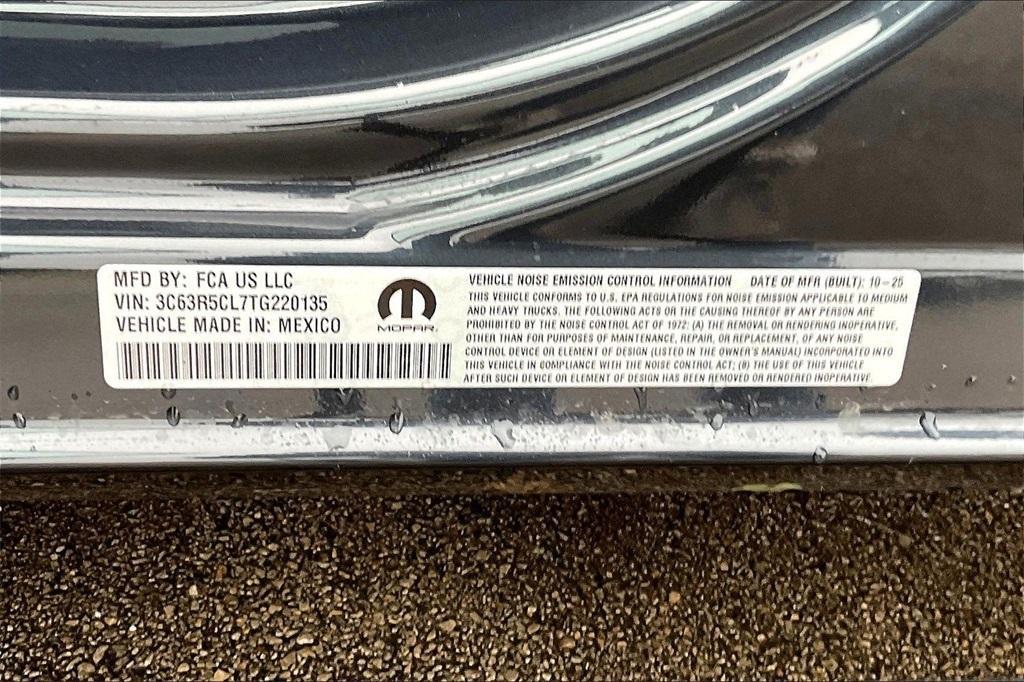 MFD BY: FCA US LLC
VIN: 3C63R5CL7TG220135
VEHICLE MADE IN: MEXICO
MOPAR.
VEHICLE NOISE EMISSION CONTROL INFORMATION DATE OF MFR (BUILT): 10-25
THIS VEHICLE CONFORMS TO U.S. EPA REGULATIONS FOR NOISE EMISSION APPLICABLE TO MEDIUM
AND HEAVY TRUCKS. THE FOLLOWING ACTS OR THE CAUSING THEREOF BY ANY PERSON ARE
PROHIBITED BY THE NOISE CONTROL ACT OF 1972: (A) THE REMOVAL OR RENDERING INOPERATIVE,
OTHER THAN FOR PURPOSES OF MAINTENANCE, REPAIR, OR REPLACEMENT, OF ANY NOISE
CONTROL DEVICE OR ELEMENT OF DESIGN (LISTED IN THE OWNER'S MANUAL) INCORPORATED INTO
THIS VEHICLE IN COMPLIANCE WITH THE NOISE CONTROL ACT; (B) THE USE OF THIS VEHICLE
AFTER SUCH DEVICE OR ELEMENT OF DESIGN HAS BEEN REMOVED OR RENDERED INOPERATIVE.